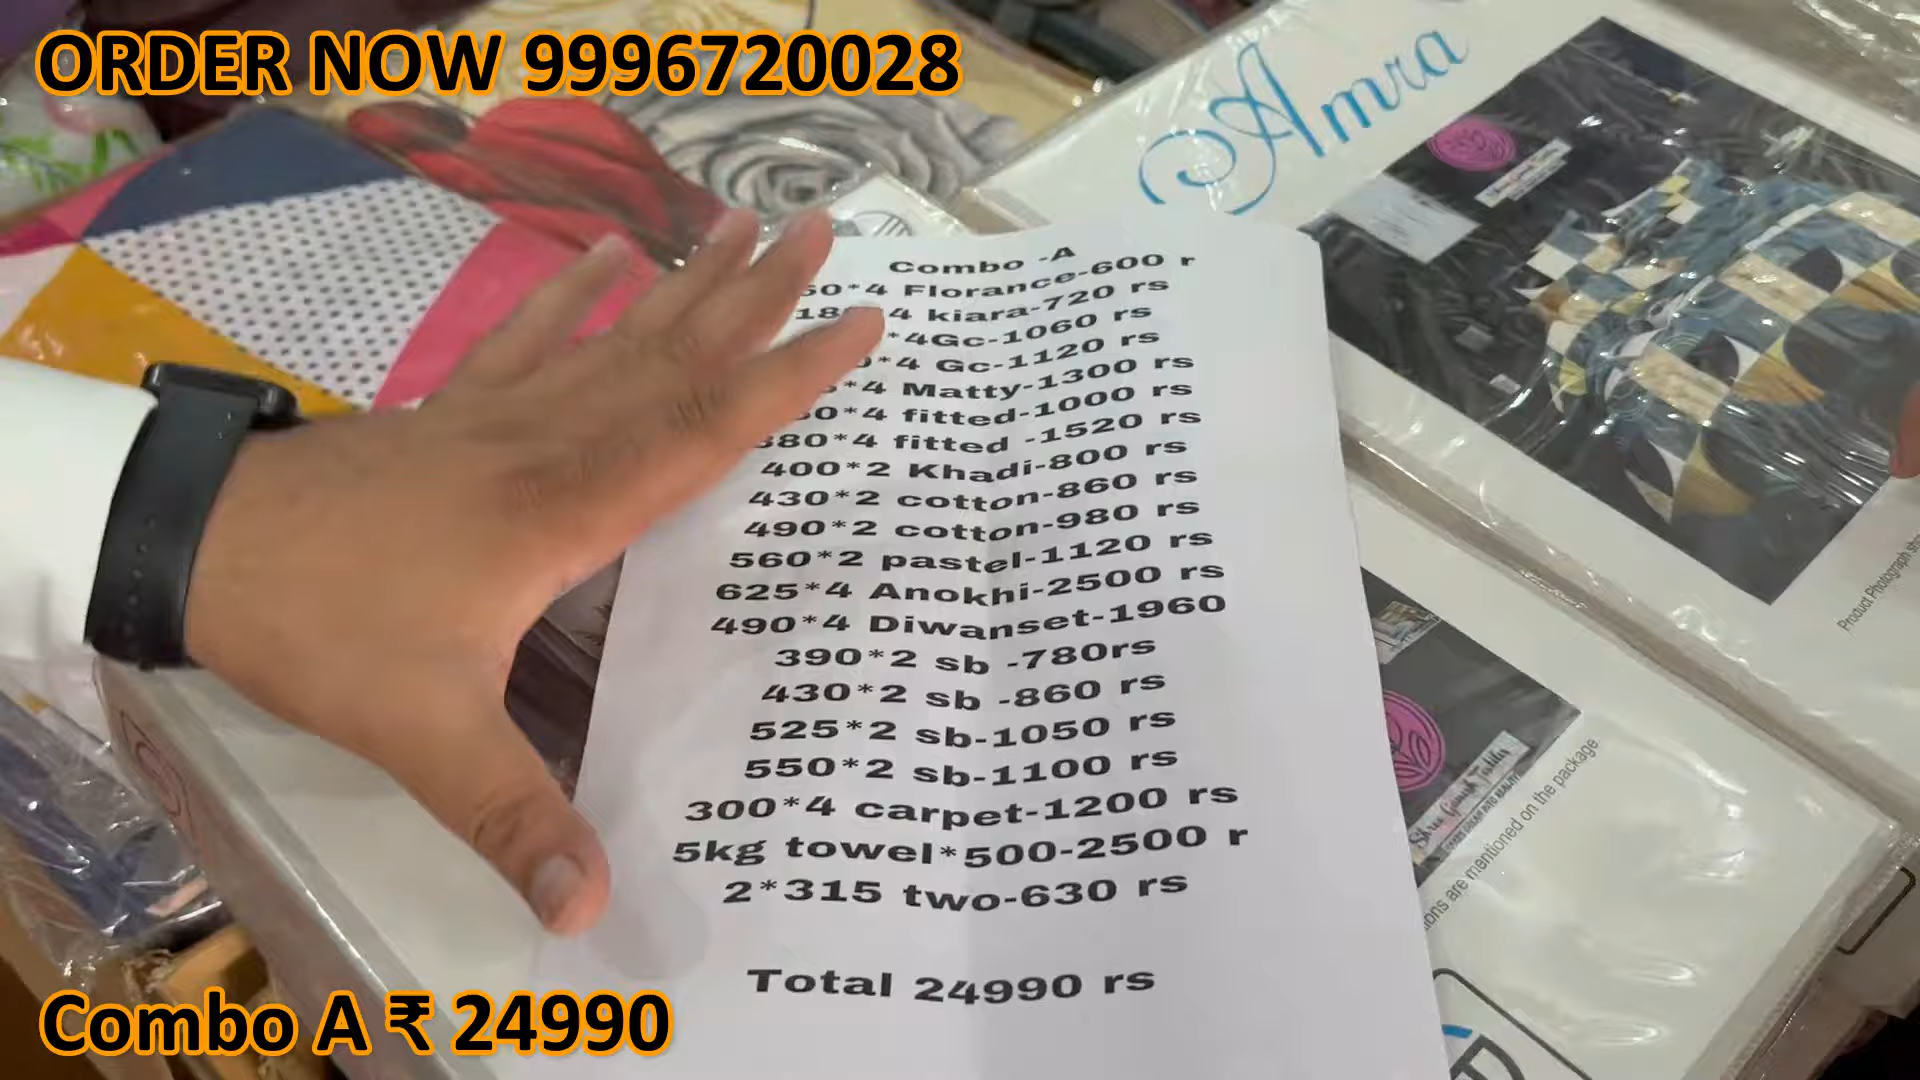 ORDER NOW 9996720028
Amra
Combo -A
*4 Florance-600 r
4 kiara-720 rs
*4Gc-1060 rs
*4 Gc-1120 rs
*4 Matty-1300 rs
*4 fitted-1000 rs
380*4 fitted -1520 rs
400*2 Khadi-800 rs
430*2 cotton-860 rs
490*2 cotton-980 rs
560*2 pastel-1120 rs
625*4 Anokhi-2500 rs
490*4 Diwanset-1960
390*2 sb -780rs
430*2 sb -860 rs
525*2 sb-1050 rs
550*2 sb-1100 rs
300*4 carpet-1200 rs
5kg towel*500-2500 r
2*315 two-630 rs
Total 24990 rs
Product Photograph
are mentioned on the package
Combo A ₹ 24990